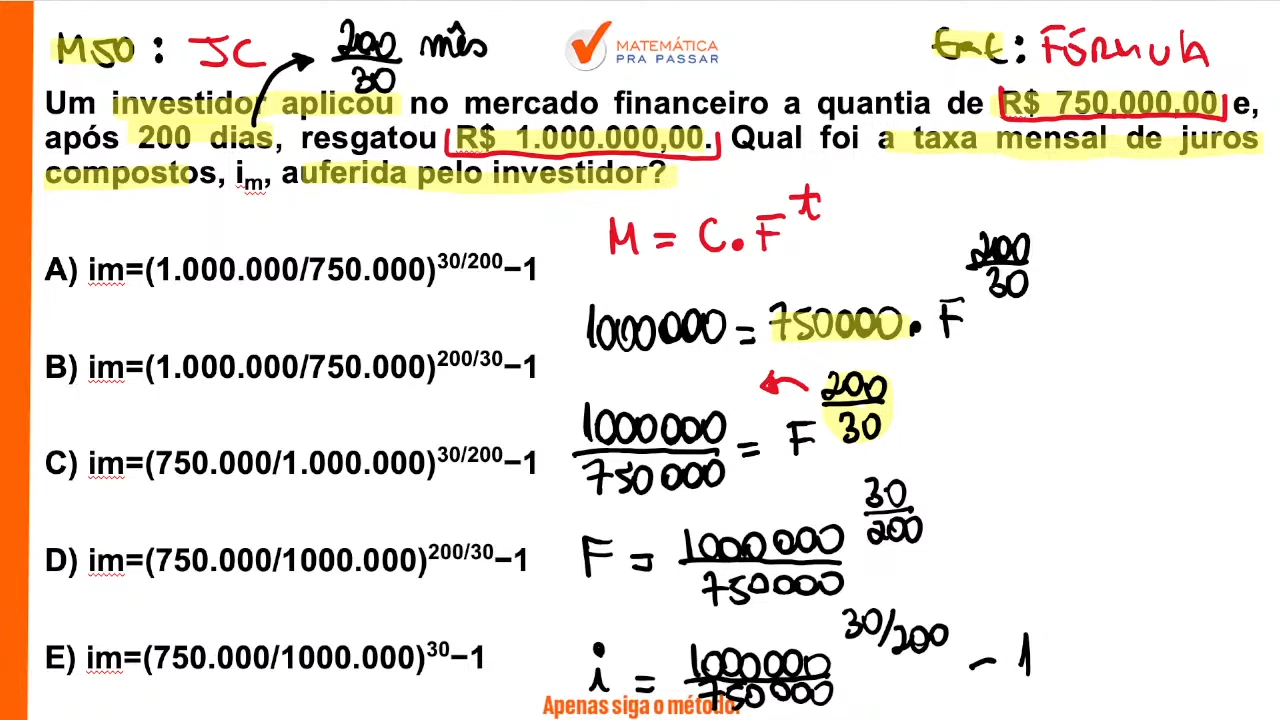 M50 : JC 200/30 mês
MATEMÁTICA
PRA PASSAR
Gat : FÓRMULA
Um investidor aplicou no mercado financeiro a quantia de R$ 750.000,00 e,
após 200 dias, resgatou R$ 1.000.000,00. Qual foi a taxa mensal de juros
compostos, im, auferida pelo investidor?
M = C.F^t
A) im=(1.000.000/750.000)^30/200−1
1000000 = 750000 . F^200/30
B) im=(1.000.000/750.000)^200/30−1
1000000/750000 = F^200/30
C) im=(750.000/1.000.000)^30/200−1
F = 1000000/750000^30/200
D) im=(750.000/1000.000)^200/30−1
E) im=(750.000/1000.000)^30−1
i = 1000000/750000^30/200 - 1
Apenas siga o método.